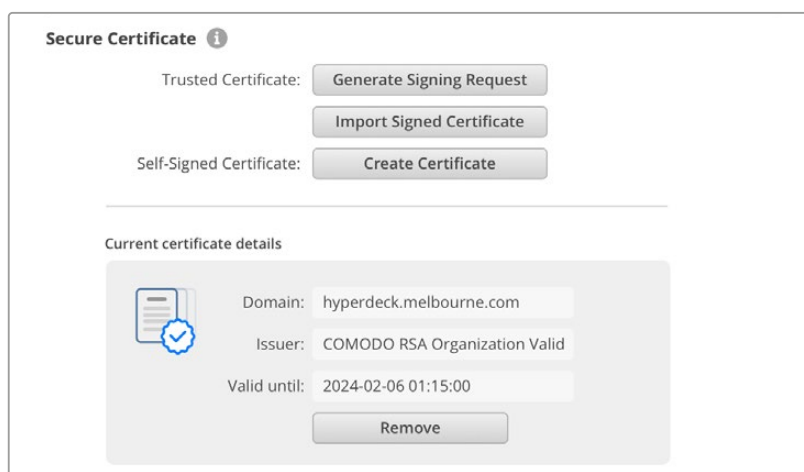 Secure Certificate
Trusted Certificate: Generate Signing Request
Import Signed Certificate
Self-Signed Certificate: Create Certificate
Current certificate details
Domain: hyperdeck.melbourne.com
Issuer: COMODO RSA Organization Valid
Valid until: 2024-02-06 01:15:00
Remove